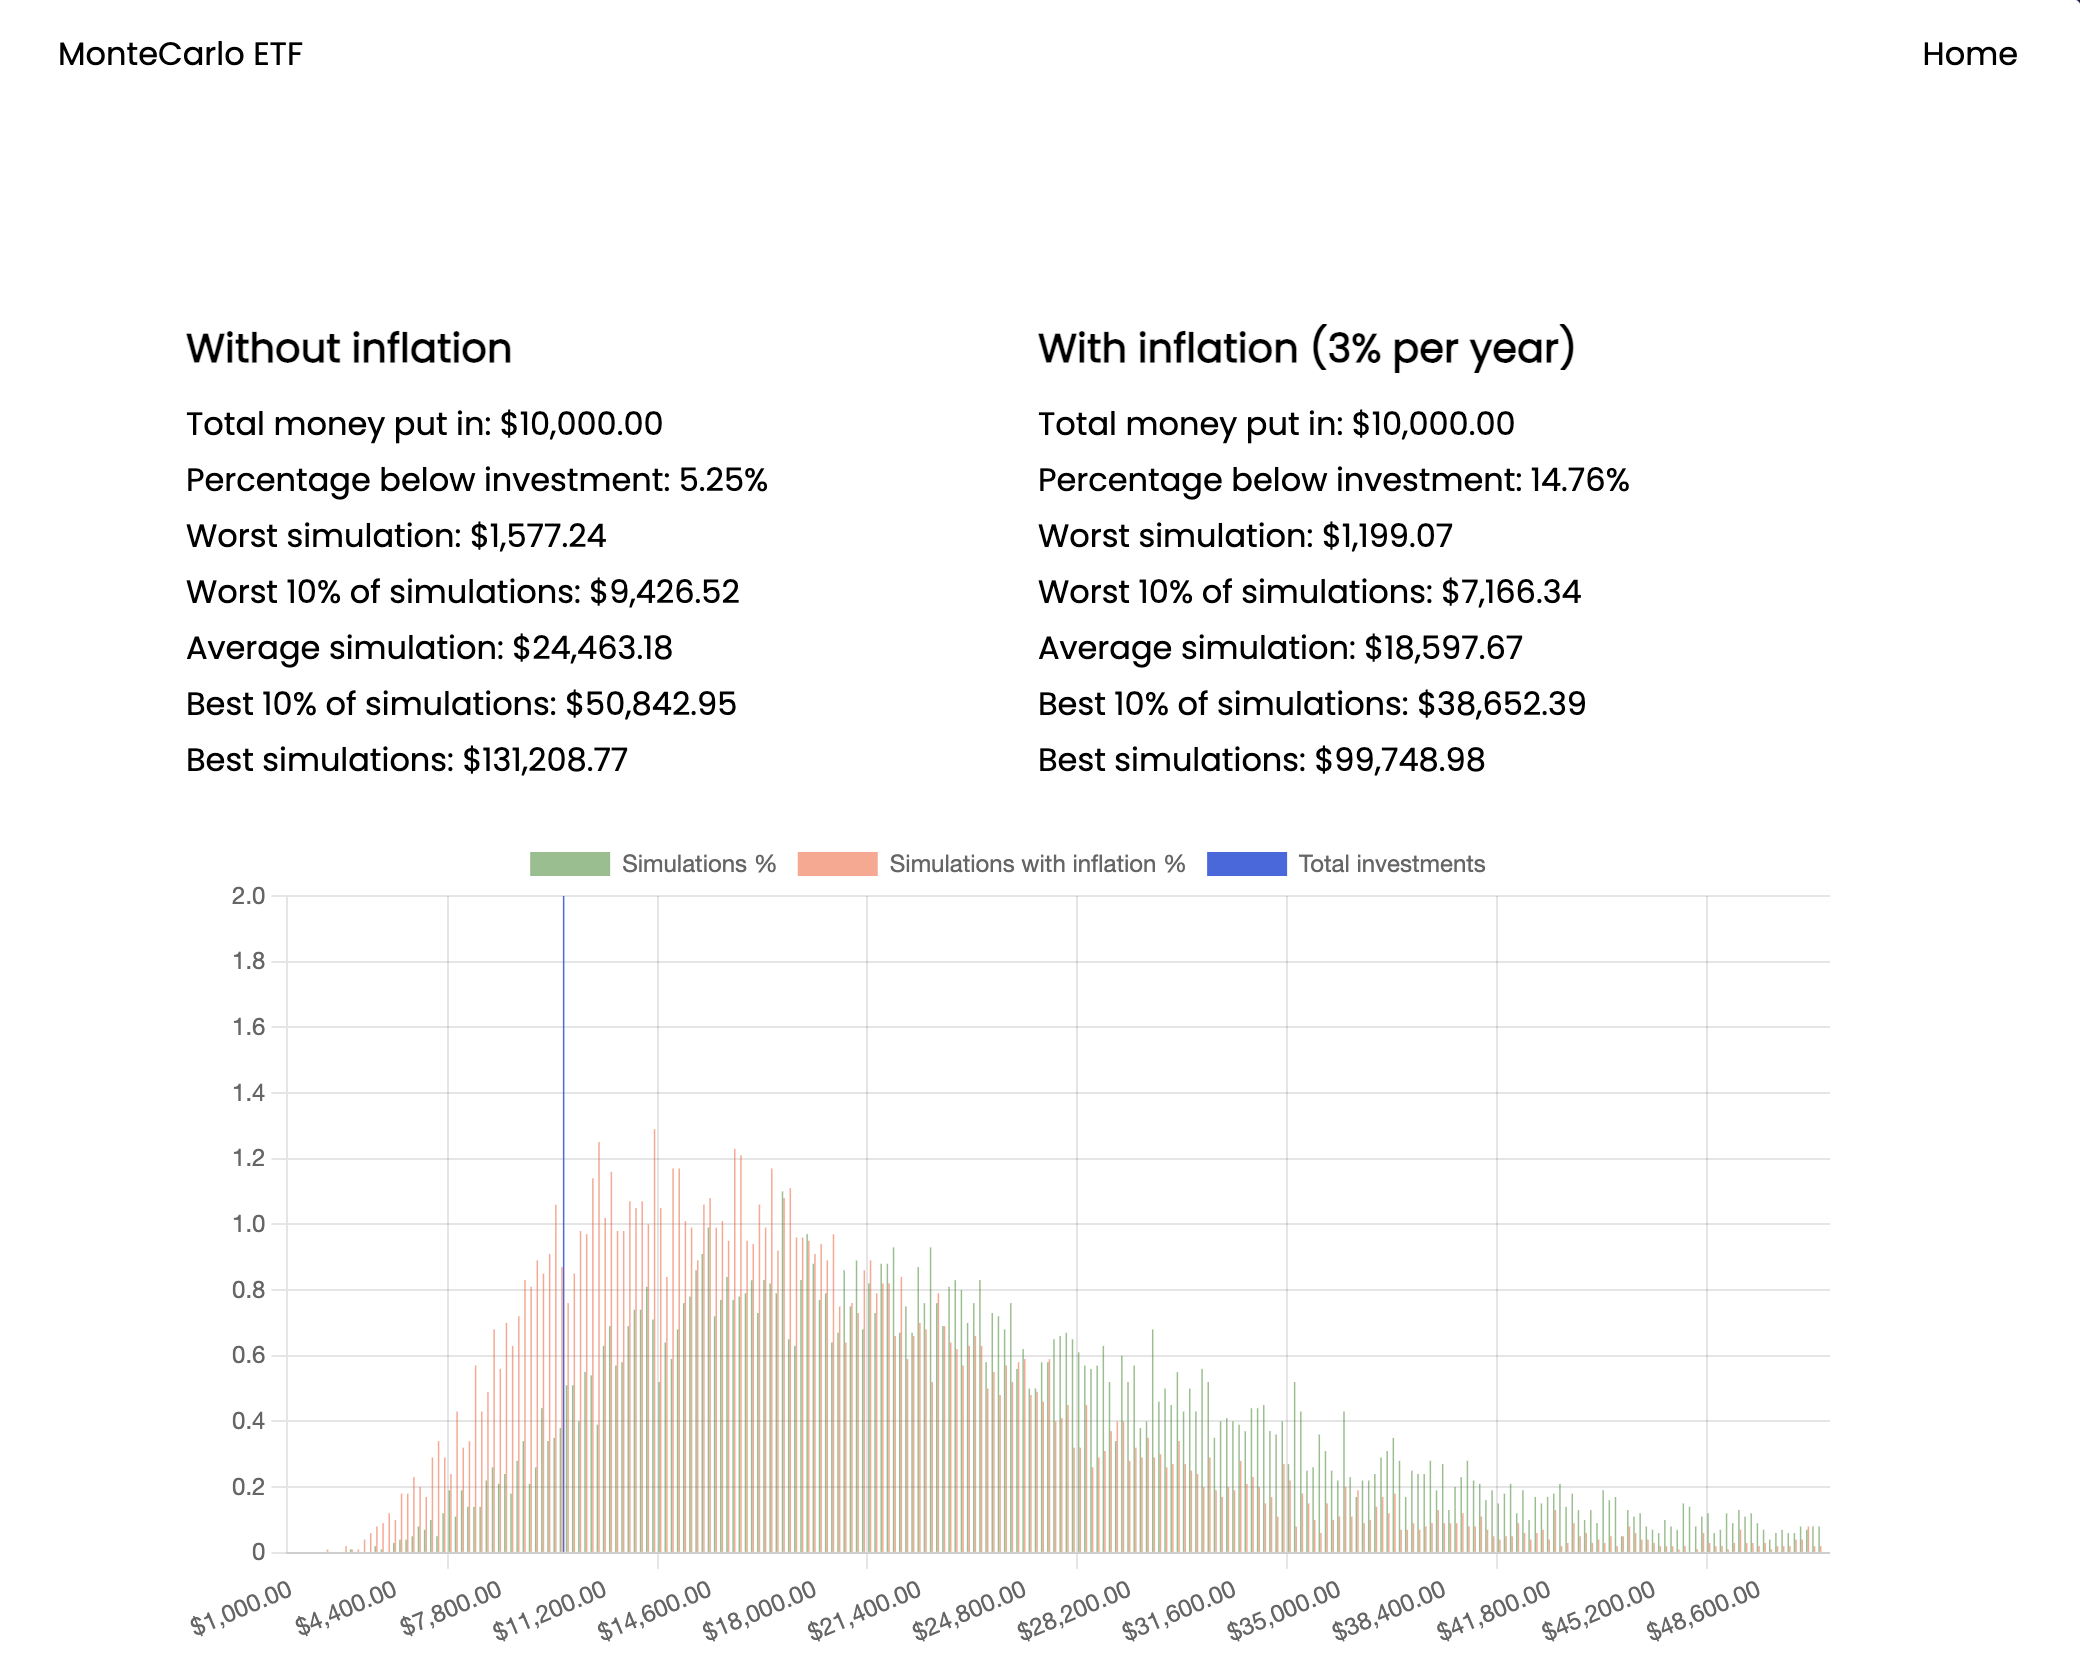 MonteCarlo ETF
Home
Without inflation
Total money put in: $10,000.00
Percentage below investment: 5.25%
Worst simulation: $1,577.24
Worst 10% of simulations: $9,426.52
Average simulation: $24,463.18
Best 10% of simulations: $50,842.95
Best simulations: $131,208.77
With inflation (3% per year)
Total money put in: $10,000.00
Percentage below investment: 14.76%
Worst simulation: $1,199.07
Worst 10% of simulations: $7,166.34
Average simulation: $18,597.67
Best 10% of simulations: $38,652.39
Best simulations: $99,748.98
Simulations %
Simulations with inflation %
Total investments
2.0
1.8
1.6
1.4
1.2
1.0
0.8
0.6
0.4
0.2
0
$1,000.00
$4,400.00
$7,800.00
$11,200.00
$14,600.00
$18,000.00
$21,400.00
$24,800.00
$28,200.00
$31,600.00
$35,000.00
$38,400.00
$41,800.00
$45,200.00
$48,600.00